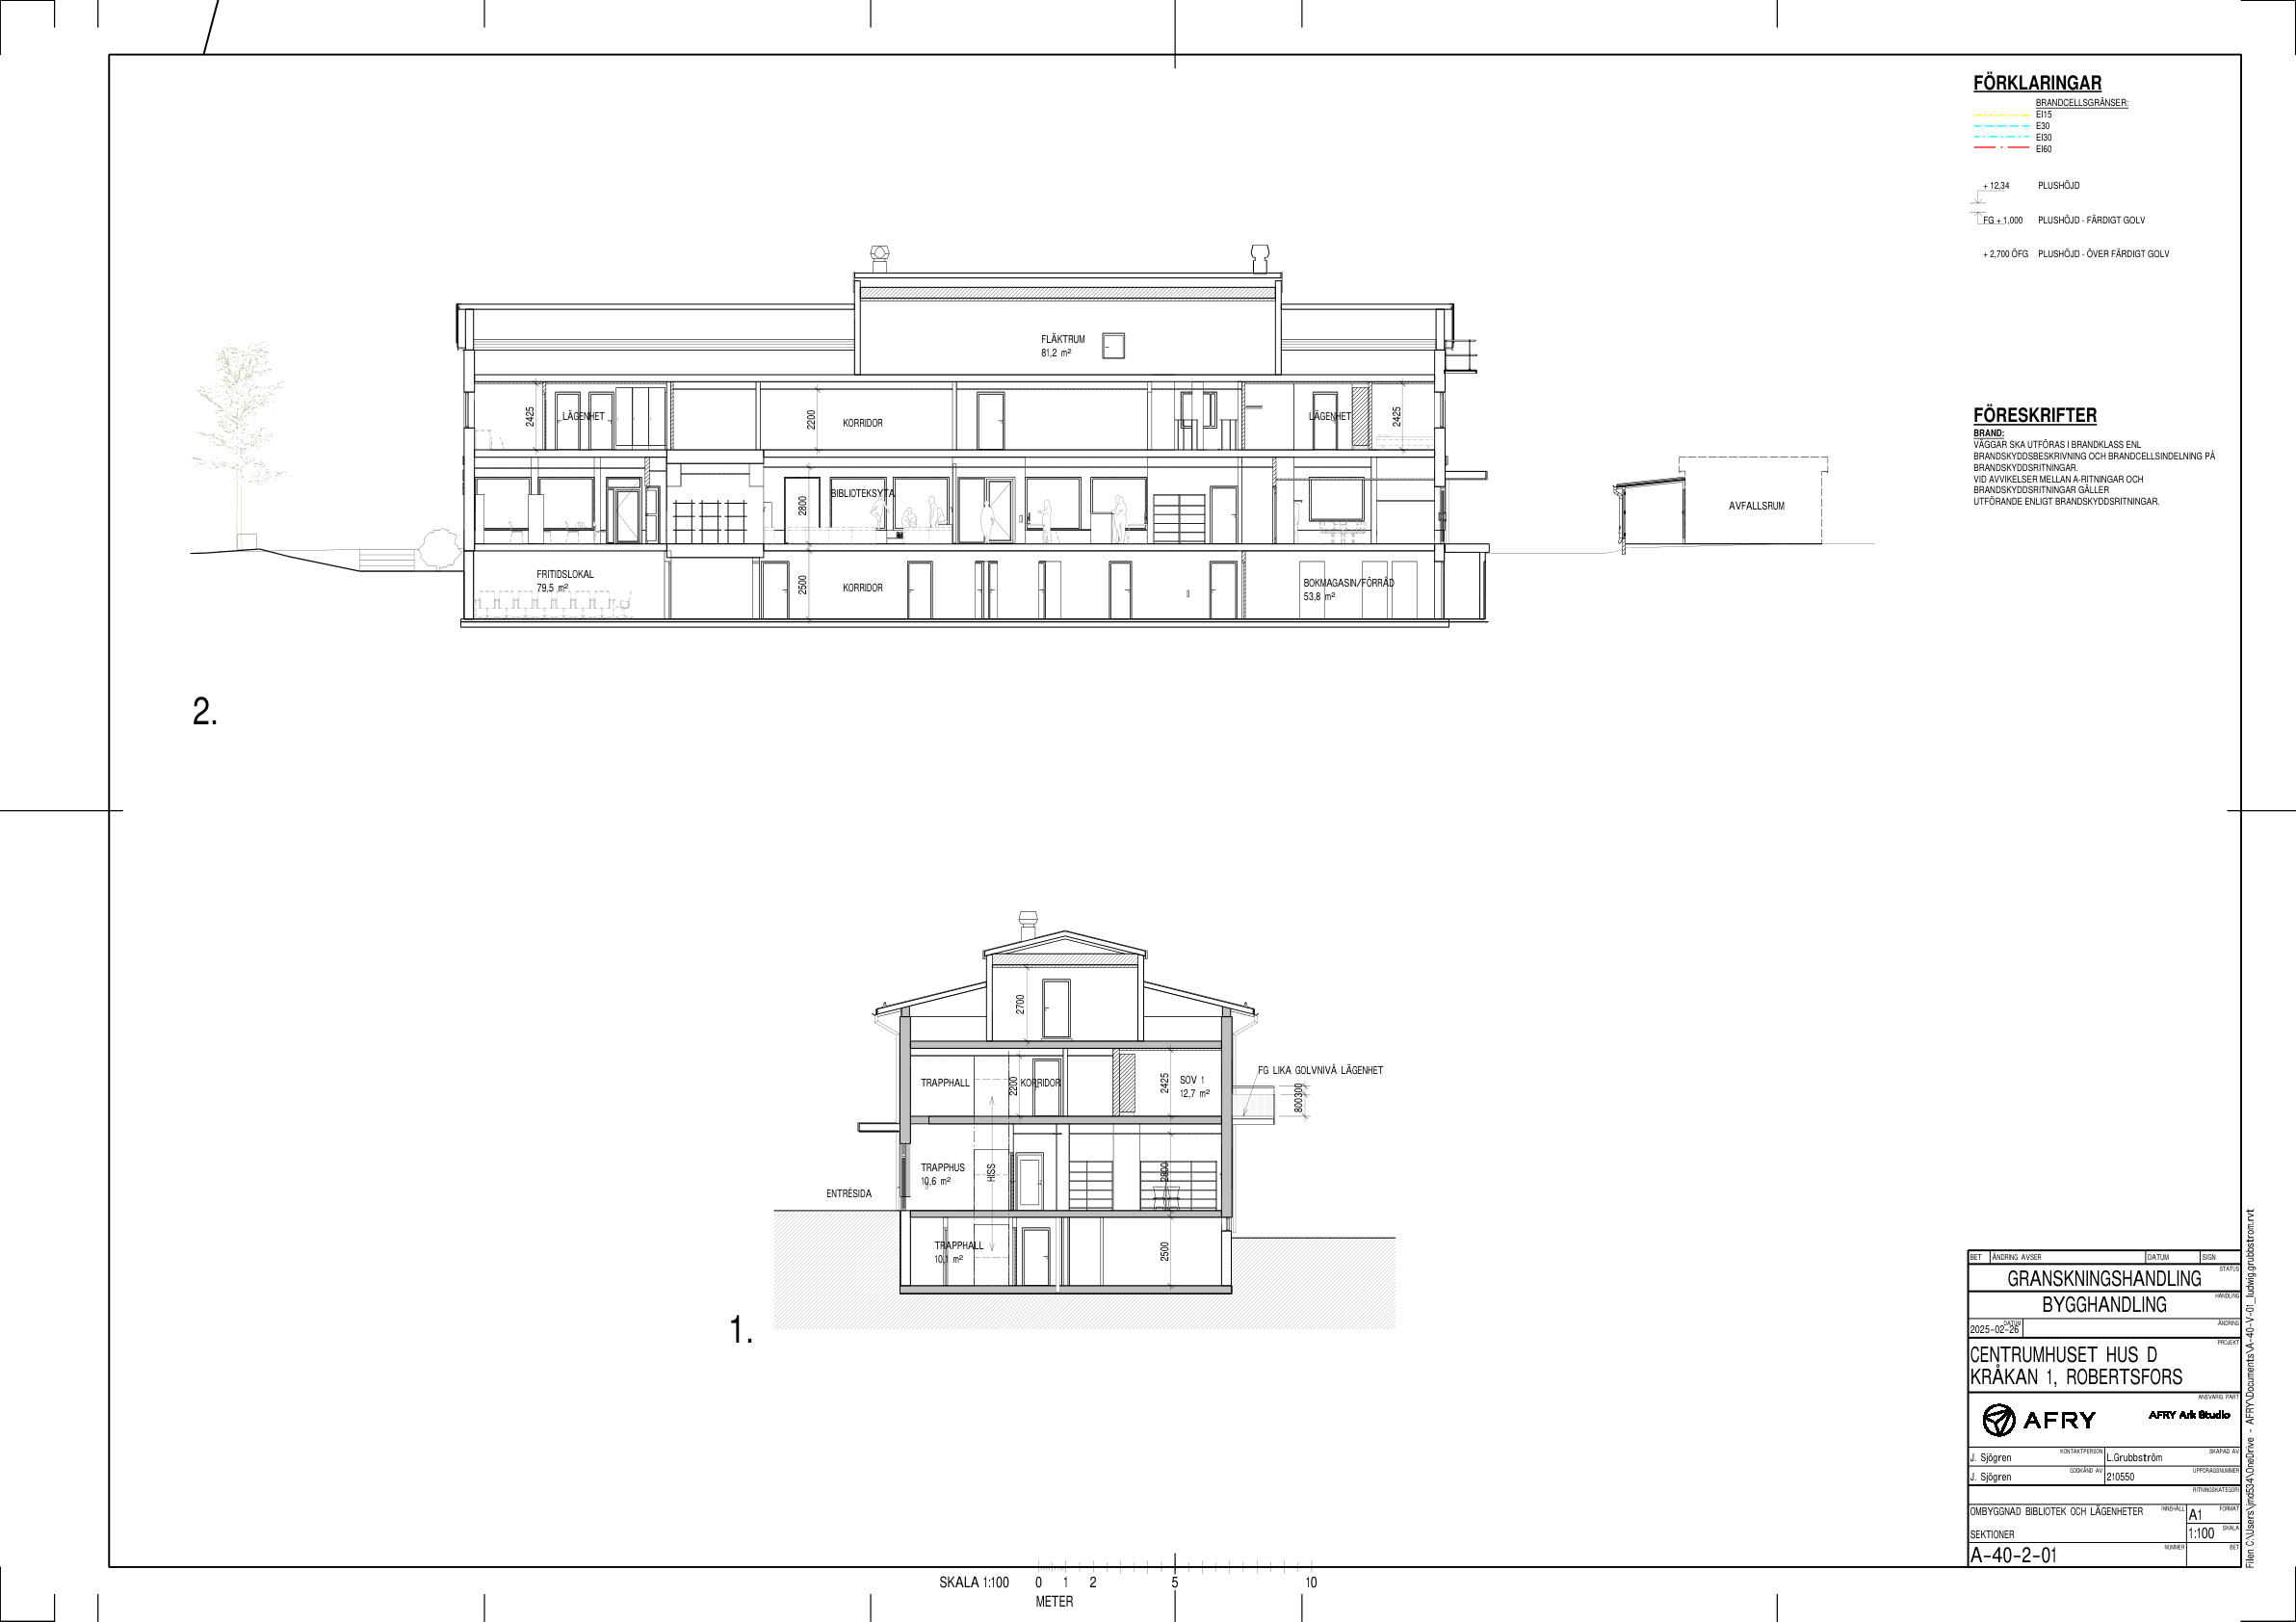 FÖRKLARINGAR
BRANDCELLSGRÄNSER:
EI15
E30
EI30
EI60
+ 12,34 PLUSHÖJD
FG + 1,000 PLUSHÖJD - FÄRDIGT GOLV
+ 2,700 ÖFG PLUSHÖJD - ÖVER FÄRDIGT GOLV
FÖRESKRIFTER
BRAND:
VÄGGAR SKA UTFÖRAS I BRANDKLASS ENL
BRANDSKYDDSBESKRIVNING OCH BRANDCELLSINDELNING PÅ
BRANDSKYDDSRITNINGAR.
VID AVVIKELSER MELLAN A-RITNINGAR OCH
BRANDSKYDDSRITNINGAR GÄLLER
UTFÖRANDE ENLIGT BRANDSKYDDSRITNINGAR.
FLÄKTRUM
81,2 m²
2425
LÄGENHET
2200
KORRIDOR
LÄGENHET
2425
BIBLIOTEKSYTA
2800
AVFALLSRUM
FRITIDSLOKAL
79,5 m²
2500
KORRIDOR
BOKMAGASIN/FÖRRÅD
53,8 m²
2.
2700
TRAPPHALL
2200
KORRIDOR
2425
SOV 1
12,7 m²
FG LIKA GOLVNIVÅ LÄGENHET
800
300
TRAPPHUS
10,6 m²
HISS
2800
ENTRÉSIDA
TRAPPHALL
10,1 m²
2500
1.
BET ÄNDRING AVSER DATUM SIGN
STATUS
GRANSKNINGSHANDLING
HANDLING
BYGGHANDLING
DATUM
ÄNDRING
2025-02-26
PROJEKT
CENTRUMHUSET HUS D
KRÅKAN 1, ROBERTSFORS
ANSVARIG PART
AFRY
AFRY Ark Studio
KONTAKTPERSON
SKAPAD AV
J. Sjögren L.Grubbström
GODKÄND AV
UPPDRAGSNUMMER
J. Sjögren 210550
RITNINGSKATEGORI
OMBYGGNAD BIBLIOTEK OCH LÄGENHETER
INNEHÅLL
FORMAT
A1
SEKTIONER
SKALA
1:100
NUMMER
BET
A-40-2-01
Filen C:\Users\jnd534\OneDrive - AFRY\Documents\A-40-V-01_ludwig.grubbstrom.rvt
SKALA 1:100 0 1 2 5 10
METER